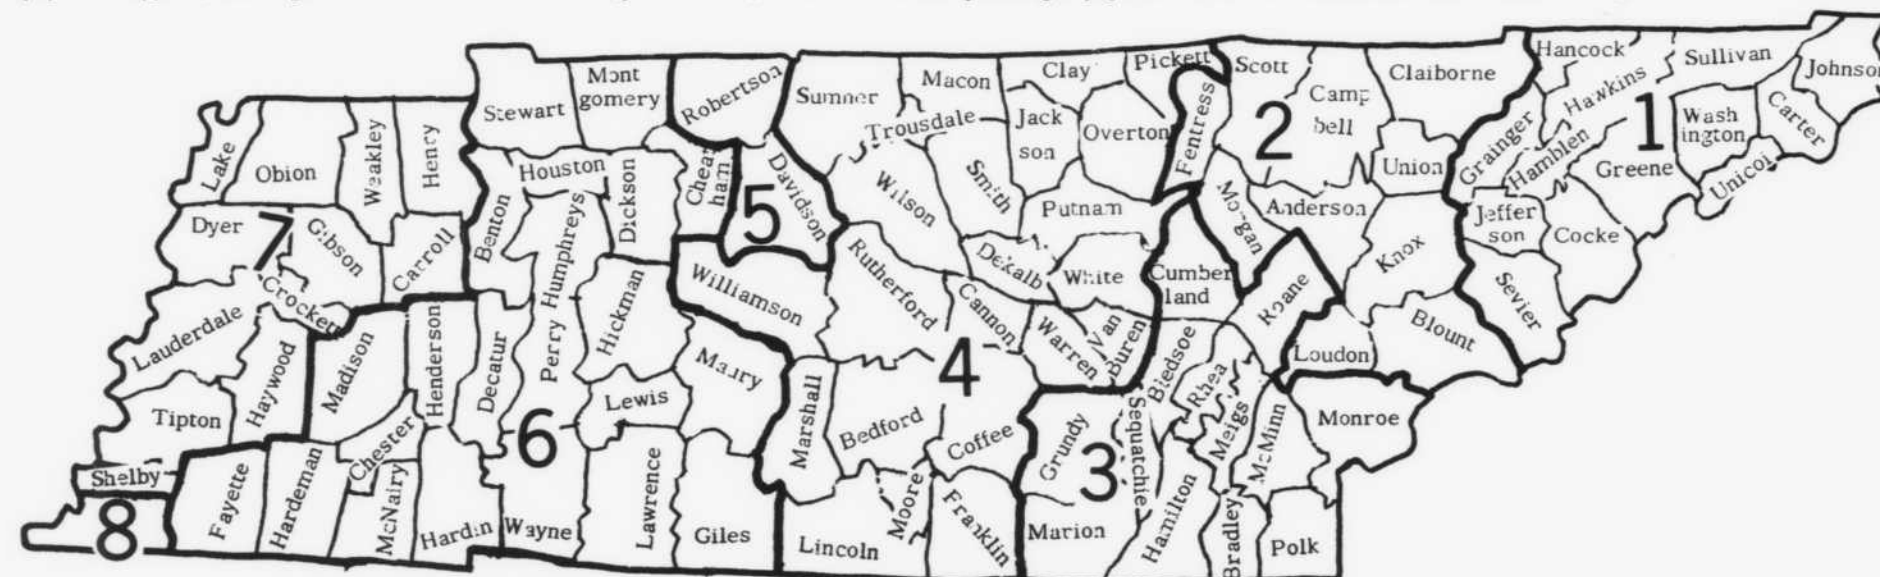 Hancock
Sullivan
Johnso
Pickett
Scott
Claiborne
Clay
Macon
Mont
gomery
Robertson
Sumner
Stewart
Hawkins
1
Wash
ington
Carter
Camp
bell
2
Fentress
Jack
son
Overton
Trousdale
Grainger
Hamblen
Greene
Unicoi
Union
Lake
Obion
Weakley
Henry
Houston
Dickson
Cheat
ham
Davidson
5
Wilson
Smith
Putnam
Morgan
Anderson
Knox
Jeffer
son
Cocke
Sevier
Dyer
7
Gibson
Carroll
Benton
Humphreys
Perry
Hickman
Williamson
Rutherford
Dekalb
White
Cumber
land
Roane
Blount
Loudon
Lauderdale
Crockett
Haywood
Madison
Henderson
Decatur
Maury
Cannon
Warren
Van
Buren
Bledsoe
Rhea
Meigs
McMinn
Monroe
4
Tipton
Chester
6
Lewis
Marshall
Bedford
Coffee
Grundy
3
Sequatchie
Shelby
8
Fayette
Hardeman
McNairy
Hardin
Wayne
Lawrence
Giles
Lincoln
Moore
Franklin
Marion
Hamilton
Bradley
Polk